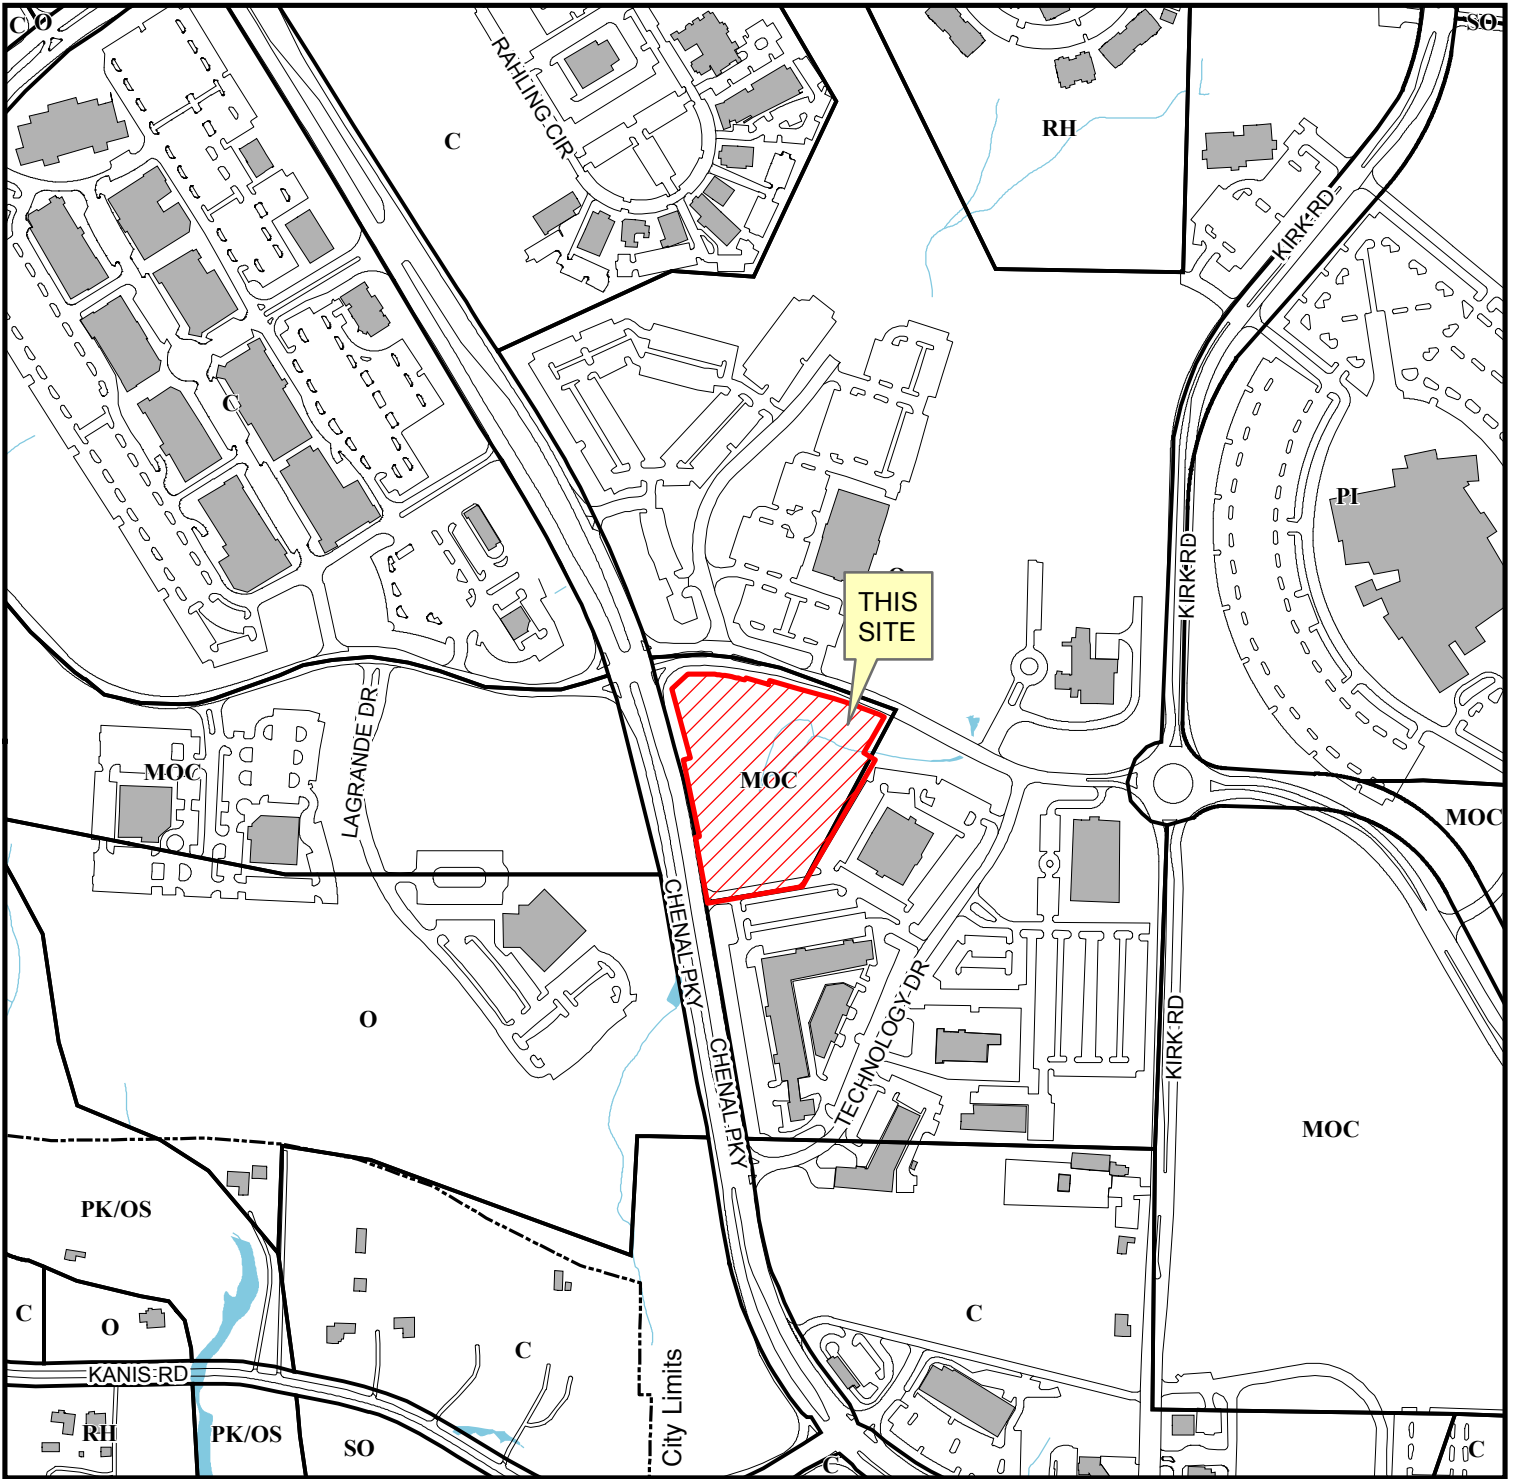 C
O
SO
RAHLING CIR
C
RH
KIRK RD
C
PI
KIRK RD
THIS
SITE
LAGRANDE DR
MOC
MOC
MOC
CHENAL PKY
O
TECHNOLOGY DR
KIRK RD
CHENAL PKY
MOC
PK/OS
C
O
C
C
KANIS RD
City Limits
RH
PK/OS
SO
C
C